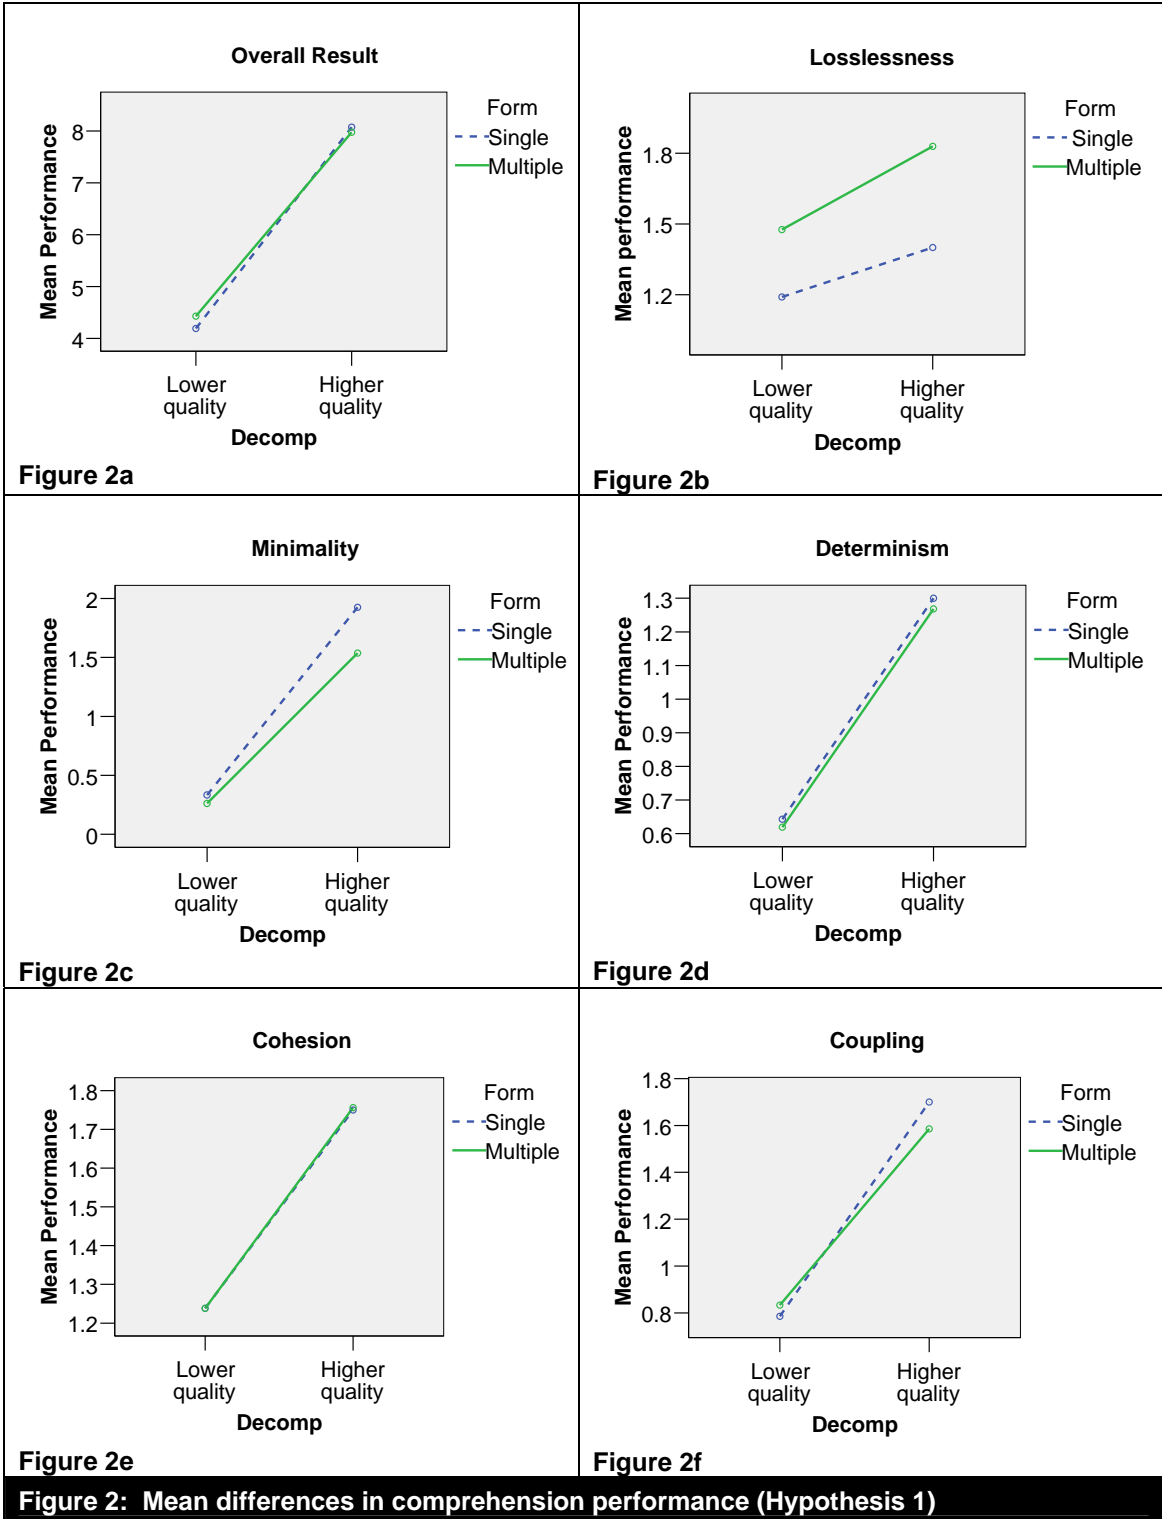 Overall Result
Mean Performance
8
7
6
5
4
Lower quality
Higher quality
Decomp
Form
Single
Multiple
Figure 2a
Losslessness
Mean performance
1.8
1.5
1.2
Lower quality
Higher quality
Decomp
Form
Single
Multiple
Figure 2b
Minimality
Mean Performance
2
1.5
1
0.5
0
Lower quality
Higher quality
Decomp
Form
Single
Multiple
Figure 2c
Determinism
Mean Performance
1.3
1.2
1.1
1
0.9
0.8
0.7
0.6
Lower quality
Higher quality
Decomp
Form
Single
Multiple
Figure 2d
Cohesion
Mean Performance
1.8
1.7
1.6
1.5
1.4
1.3
1.2
Lower quality
Higher quality
Decomp
Form
Single
Multiple
Figure 2e
Coupling
Mean Performance
1.8
1.6
1.4
1.2
1
0.8
Lower quality
Higher quality
Decomp
Form
Single
Multiple
Figure 2f
Figure 2: Mean differences in comprehension performance (Hypothesis 1)